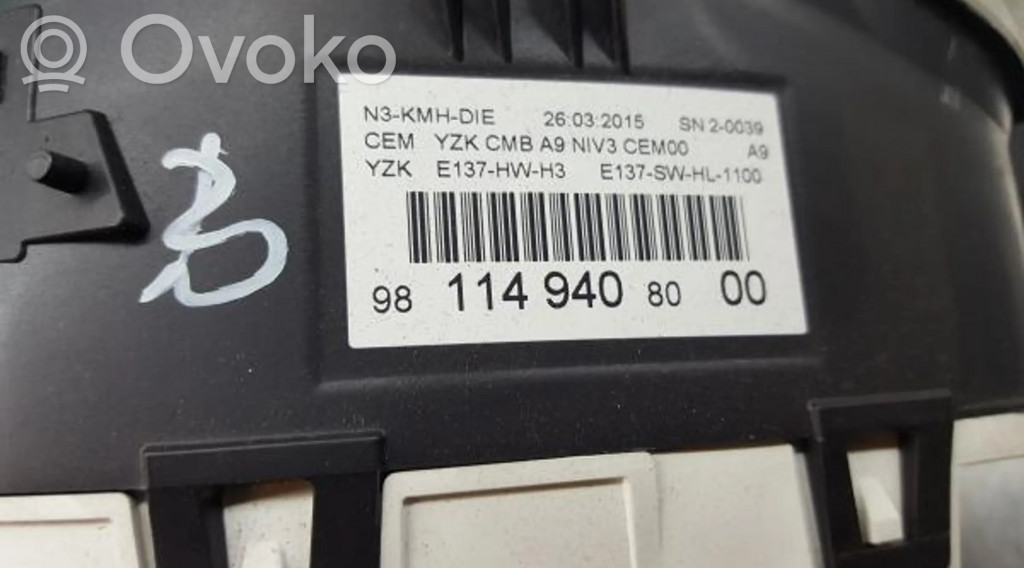 Ovoko
N3-KMH-DIE 26:03:2015 SN 2-0039
CEM YZK CMB A9 NIV3 CEM00 A9
YZK E137-HW-H3 E137-SW-HL-1100
98 114 940 80 00